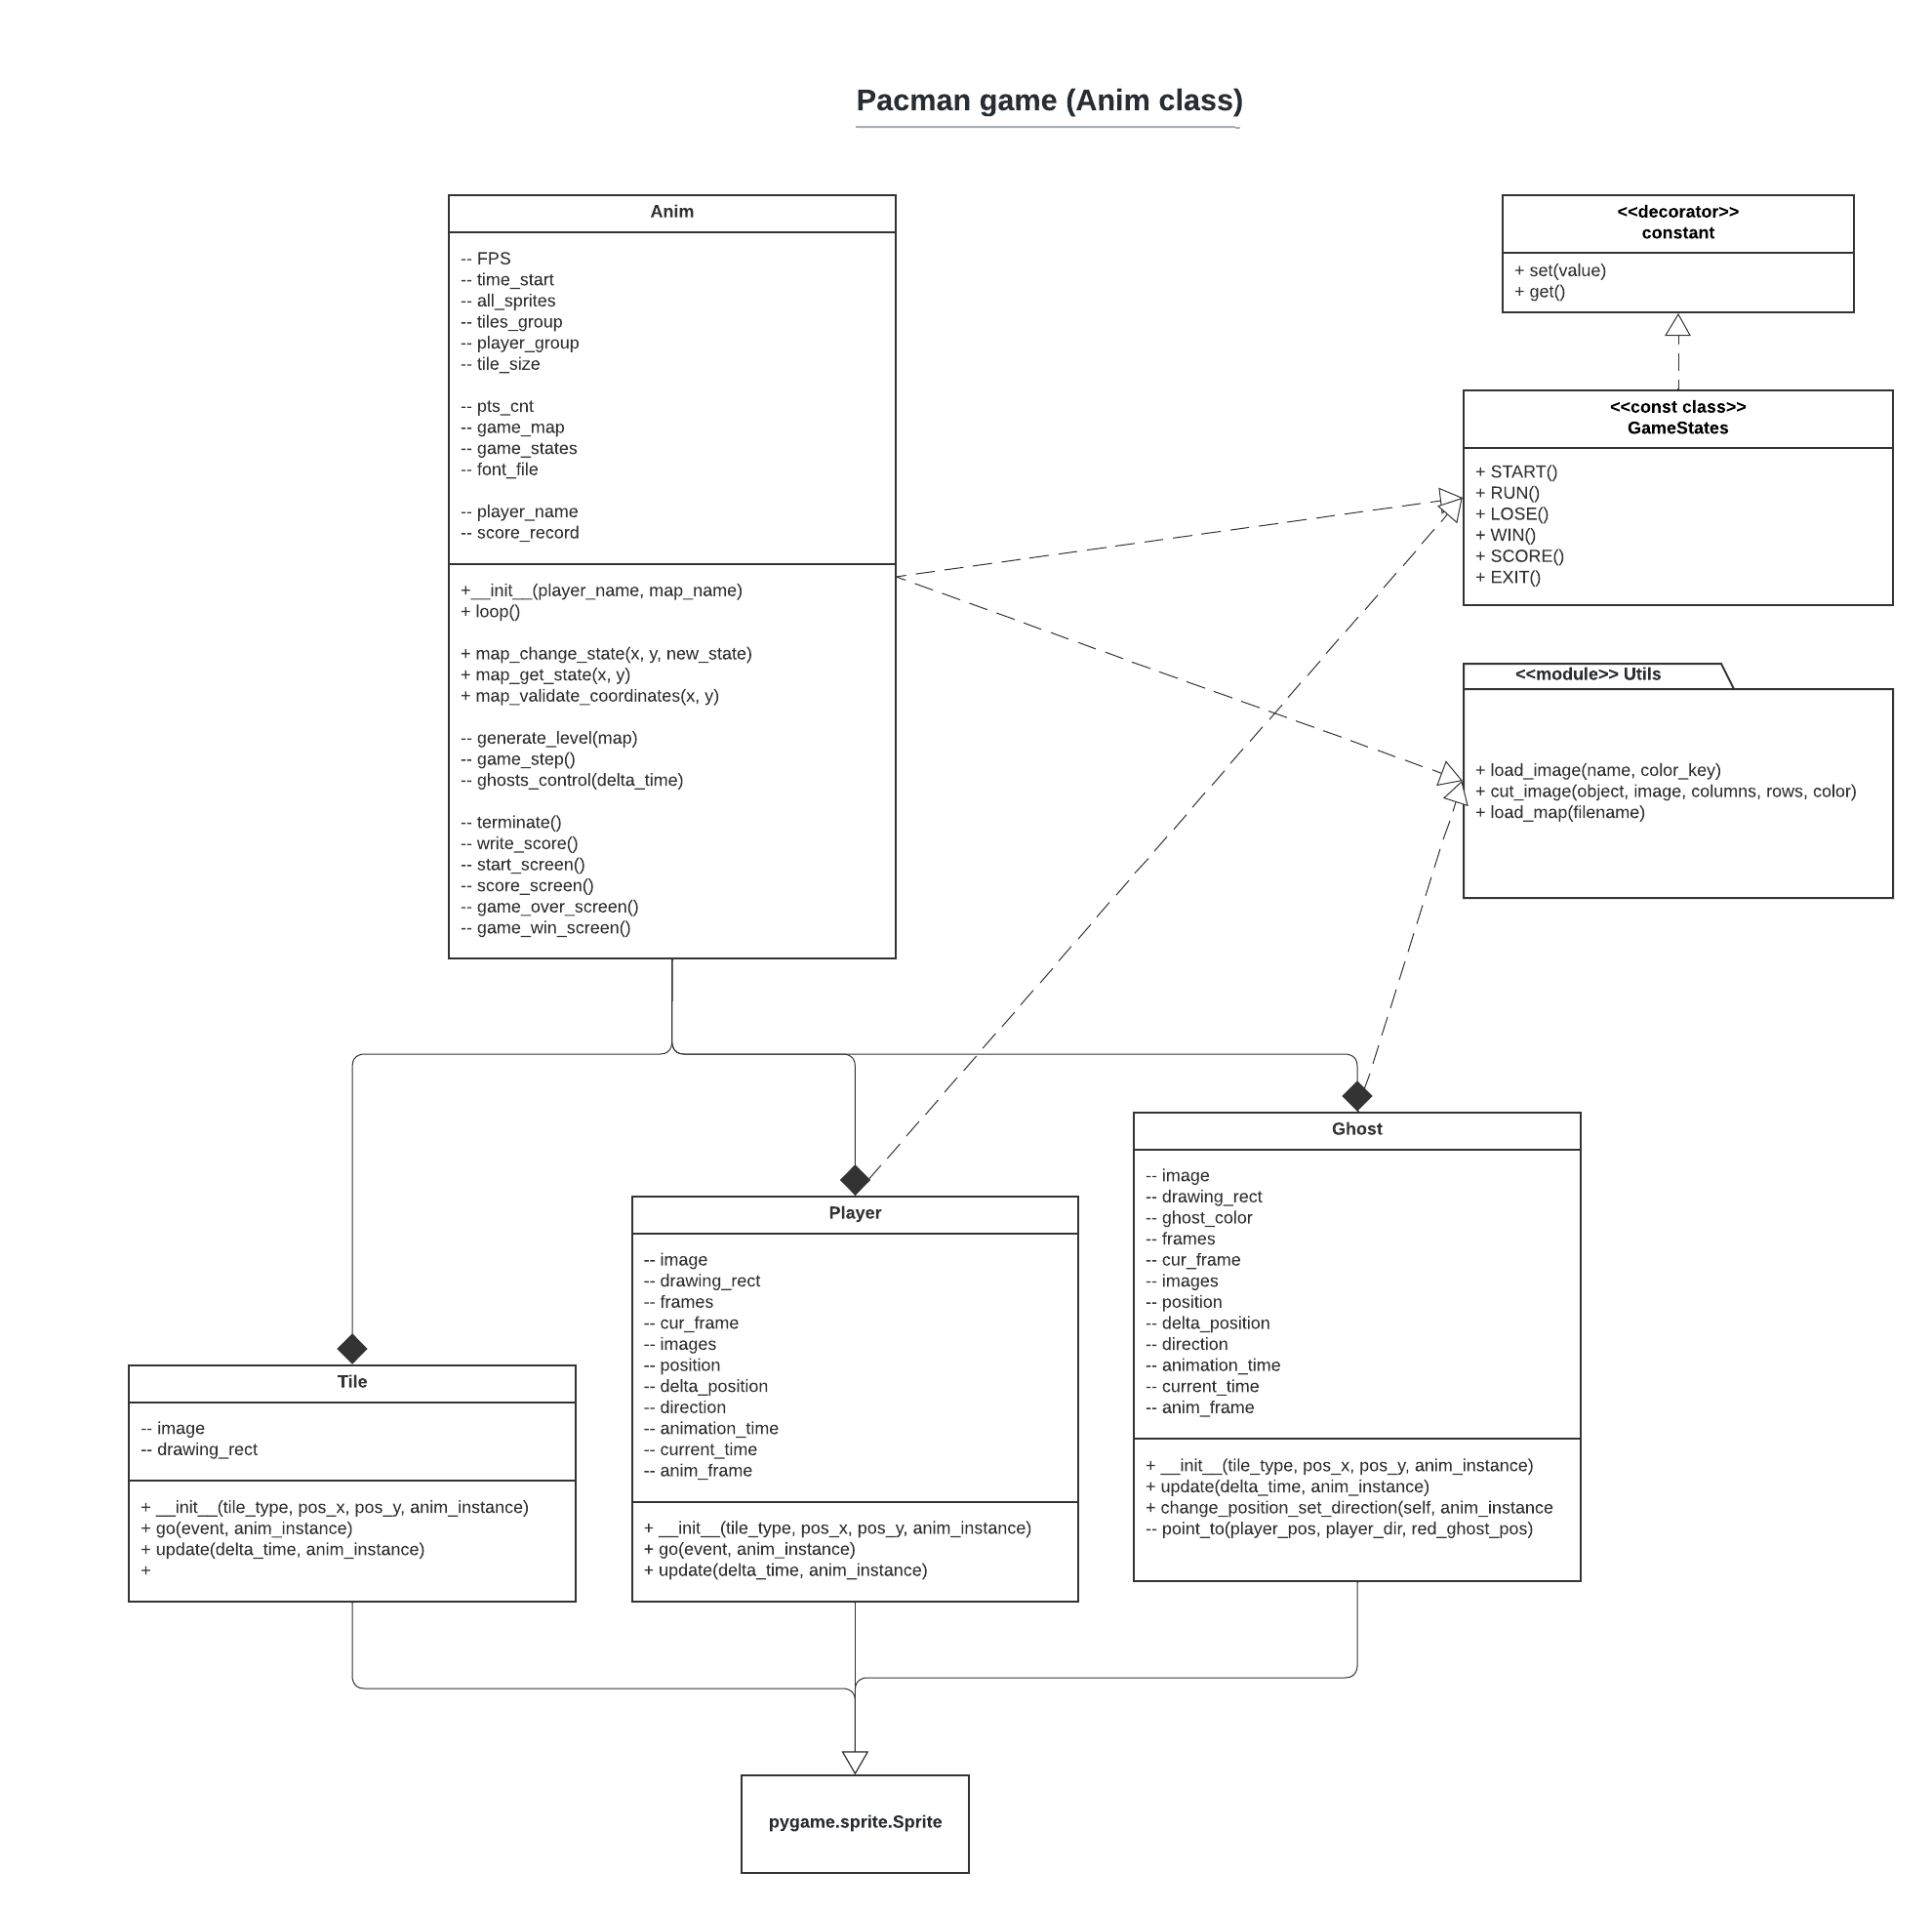 Pacman game (Anim class)
Anim
-- FPS
-- time_start
-- all_sprites
-- tiles_group
-- player_group
-- tile_size
-- pts_cnt
-- game_map
-- game_states
-- font_file
-- player_name
-- score_record
+__init__(player_name, map_name)
+ loop()
+ map_change_state(x, y, new_state)
+ map_get_state(x, y)
+ map_validate_coordinates(x, y)
-- generate_level(map)
-- game_step()
-- ghosts_control(delta_time)
-- terminate()
-- write_score()
-- start_screen()
-- score_screen()
-- game_over_screen()
-- game_win_screen()
<<decorator>>
constant
+ set(value)
+ get()
<<const class>>
GameStates
+ START()
+ RUN()
+ LOSE()
+ WIN()
+ SCORE()
+ EXIT()
<<module>> Utils
+ load_image(name, color_key)
+ cut_image(object, image, columns, rows, color)
+ load_map(filename)
Tile
-- image
-- drawing_rect
+ __init__(tile_type, pos_x, pos_y, anim_instance)
+ go(event, anim_instance)
+ update(delta_time, anim_instance)
+
Player
-- image
-- drawing_rect
-- frames
-- cur_frame
-- images
-- position
-- delta_position
-- direction
-- animation_time
-- current_time
-- anim_frame
+ __init__(tile_type, pos_x, pos_y, anim_instance)
+ go(event, anim_instance)
+ update(delta_time, anim_instance)
Ghost
-- image
-- drawing_rect
-- ghost_color
-- frames
-- cur_frame
-- images
-- position
-- delta_position
-- direction
-- animation_time
-- current_time
-- anim_frame
+ __init__(tile_type, pos_x, pos_y, anim_instance)
+ update(delta_time, anim_instance)
+ change_position_set_direction(self, anim_instance
-- point_to(player_pos, player_dir, red_ghost_pos)
pygame.sprite.Sprite